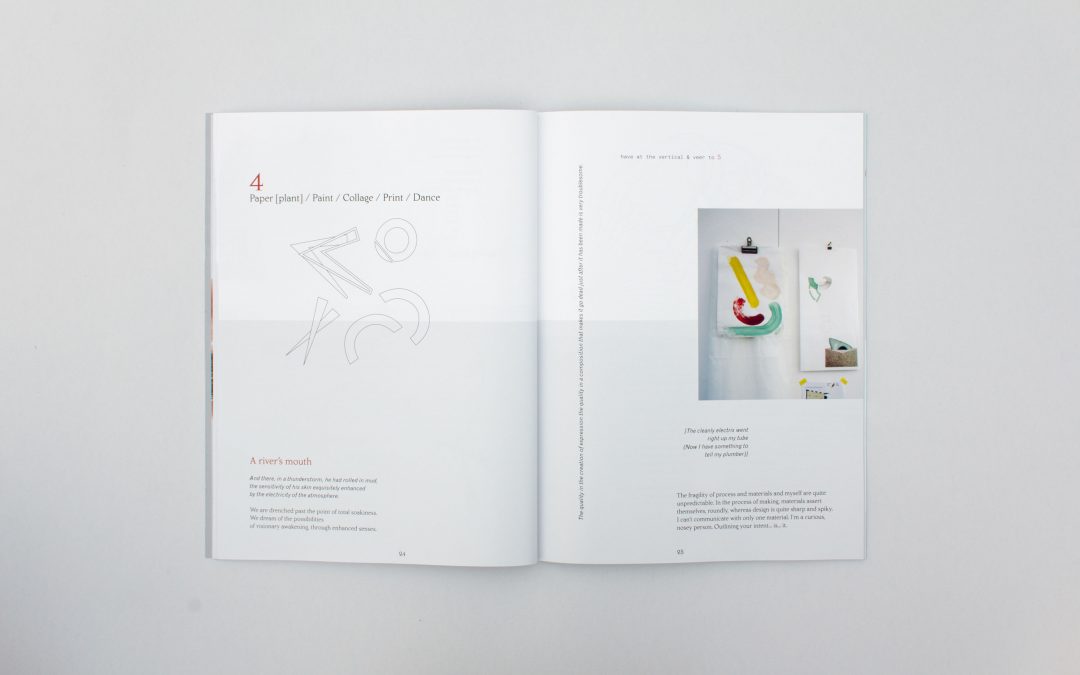 4
Paper [plant] / Paint / Collage / Print / Dance
A river's mouth
And there, in a thunderstorm, he had rolled in mud,
the sensitivity of his skin exquisitely enhanced
by the electricity of the atmosphere.
We are drenched past the point of total soakiness.
We dream of the possibilities
of visionary awakening, through enhanced senses.
24
The quality in the creation of expression the quality in a composition that makes it go dead just after it has been made is very troublesome.
have at the vertical & veer to 5
[The cleanly electrix went
right up my tube
(Now I have something to
tell my plumber)]
The fragility of process and materials and myself are quite
unpredictable. In the process of making, materials assert
themselves, roundly, whereas design is quite sharp and spiky.
I can't communicate with only one material. I'm a curious,
nosey person. Outlining your intent... is... it.
25